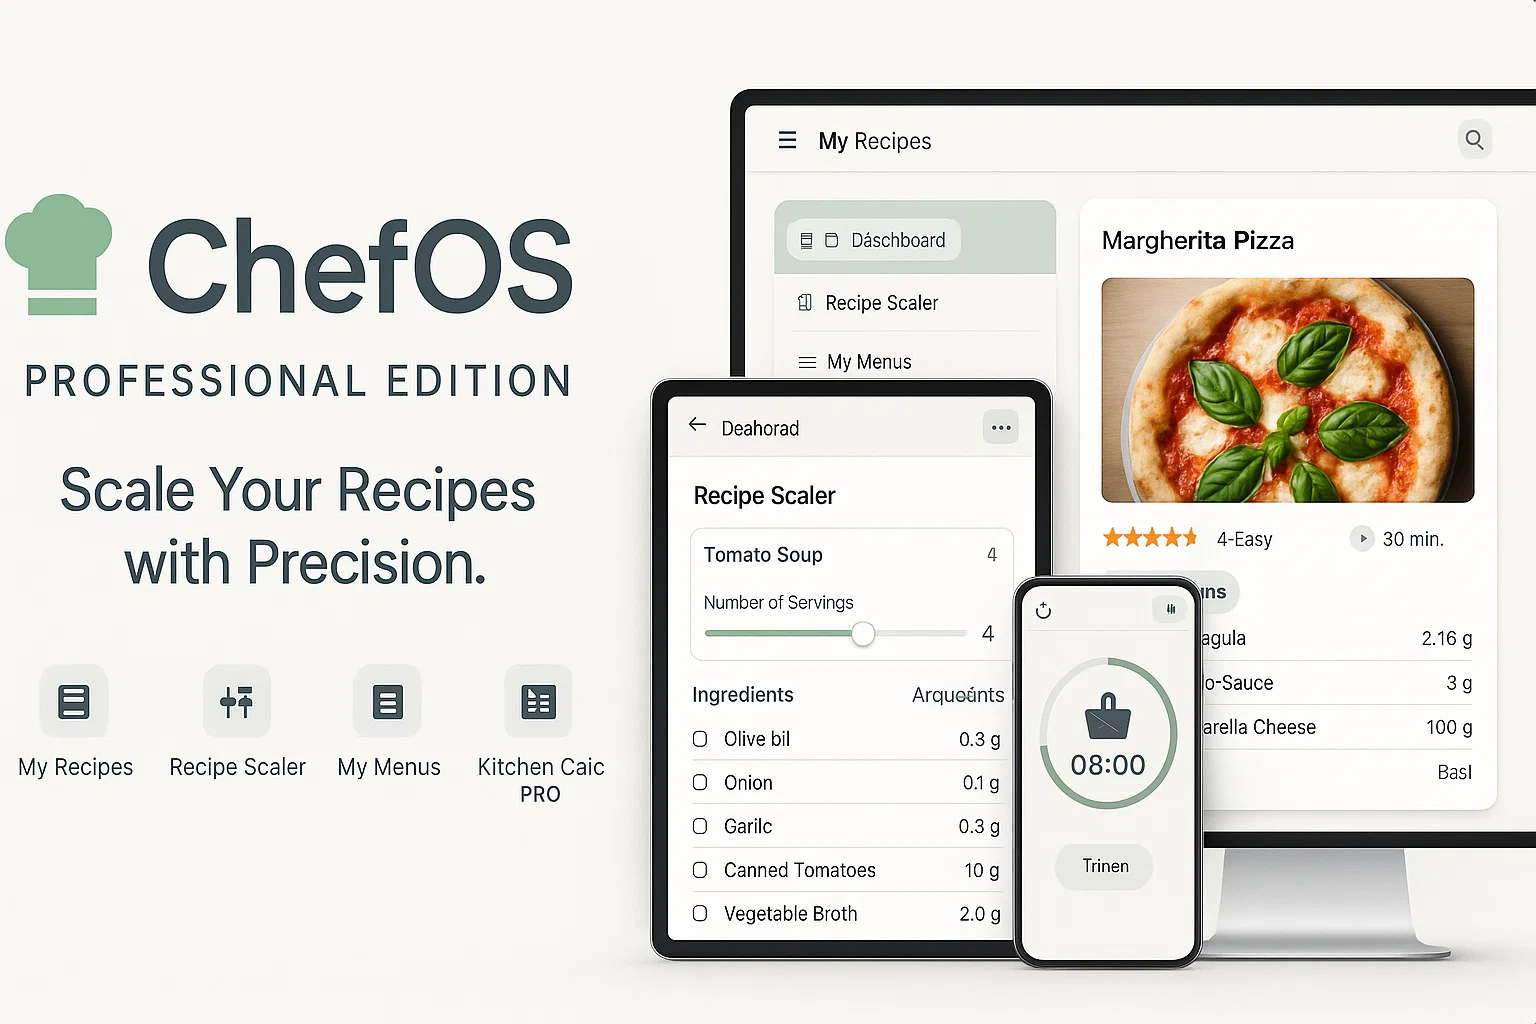 ChefOS
PROFESSIONAL EDITION
Scale Your Recipes
with Precision.
My Recipes
Recipe Scaler
My Menus
Kitchen Caic
PRO
My Recipes
Dáschboard
Recipe Scaler
My Menus
Margherita Pizza
4-Easy
30 min.
uns
agula 2.16 g
lo-Sauce 3 g
arella Cheese 100 g
Basl
Deahorad
Recipe Scaler
Tomato Soup 4
Number of Servings
4
Ingredients
Olive bil 0.3 g
Onion 0.1 g
Garilc 0.3 g
Canned Tomatoes 10 g
Vegetable Broth 2.0 g
08:00
Trinen